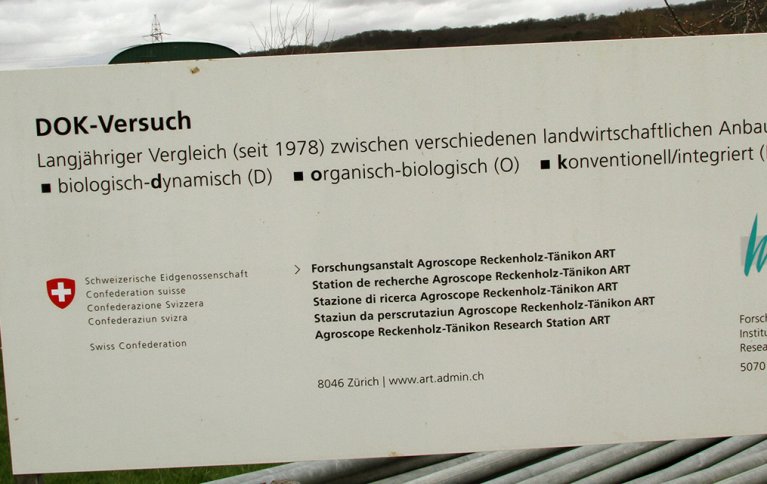 DOK-Versuch
Langjähriger Vergleich (seit 1978) zwischen verschiedenen landwirtschaftlichen
■ biologisch-dynamisch (D) ■ organisch-biologisch (O) ■ konventionell/integriert
Schweizerische Eidgenossenschaft
Confederation suisse
Confederazione Svizzera
Confederaziun svizra
Swiss Confederation
Forschungsanstalt Agroscope Reckenholz-Tänikon ART
Station de recherche Agroscope Reckenholz-Tänikon ART
Stazione di ricerca Agroscope Reckenholz-Tänikon ART
Staziun da perscrutaziun Agroscope Reckenholz-Tänikon ART
Agroscope Reckenholz-Tänikon Research Station ART
8046 Zürich | www.art.admin.ch
5070